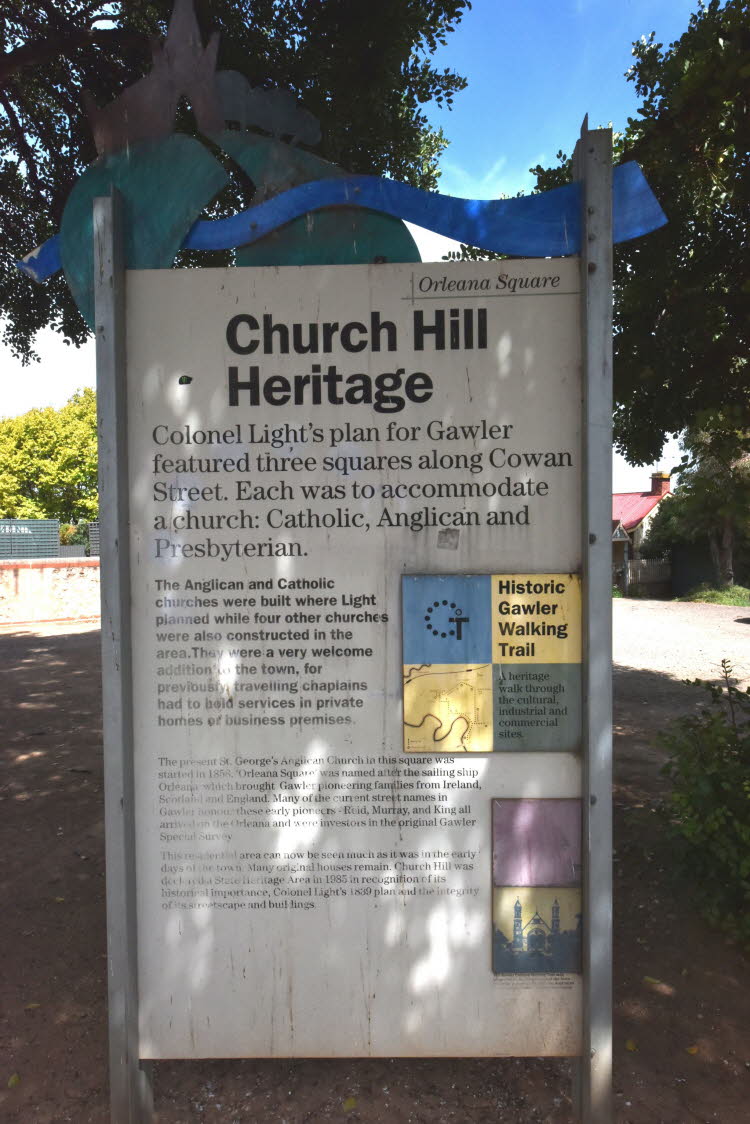 Orleana Square
Church Hill
Heritage
Colonel Light's plan for Gawler
featured three squares along Cowan
Street. Each was to accommodate
a church: Catholic, Anglican and
Presbyterian.
The Anglican and Catholic
churches were built where Light
planned while four other churches
were also constructed in the
area.They were a very welcome
addition to the town, for
previously travelling chaplains
had to hold services in private
homes or business premises.
Historic
Gawler
Walking
Trail
A heritage
walk through
the cultural,
industrial and
commercial
sites.
The present St. George's Anglican Church in this square was
started in 1858. 'Orleana Square' was named after the sailing ship
Orleana, which brought Gawler pioneering families from Ireland,
Scotland and England. Many of the current street names in
Gawler honour these early pioneers - Reid, Murray, and King all
arrived on the Orleana and were investors in the original Gawler
Special Survey.
This residential area can now be seen much as it was in the early
days of the town. Many original houses remain. Church Hill was
declared a State Heritage Area in 1985 in recognition of its
historical importance, Colonel Light's 1839 plan and the integrity
of its streetscape and buildings.